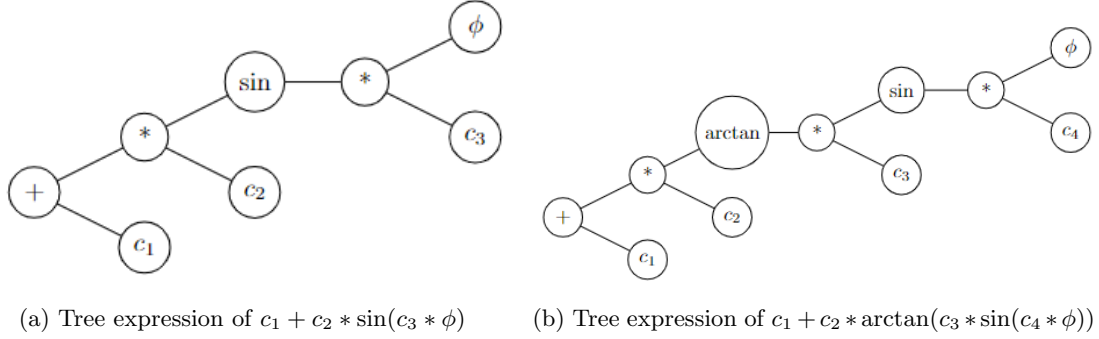 ϕ
sin
*
*
c₃
+
c₂
c₁
ϕ
sin
*
arctan
*
c₄
*
c₃
+
c₂
c₁
(a) Tree expression of c₁ + c₂ * sin(c₃ * ϕ)
(b) Tree expression of c₁ + c₂ * arctan(c₃ * sin(c₄ * ϕ))